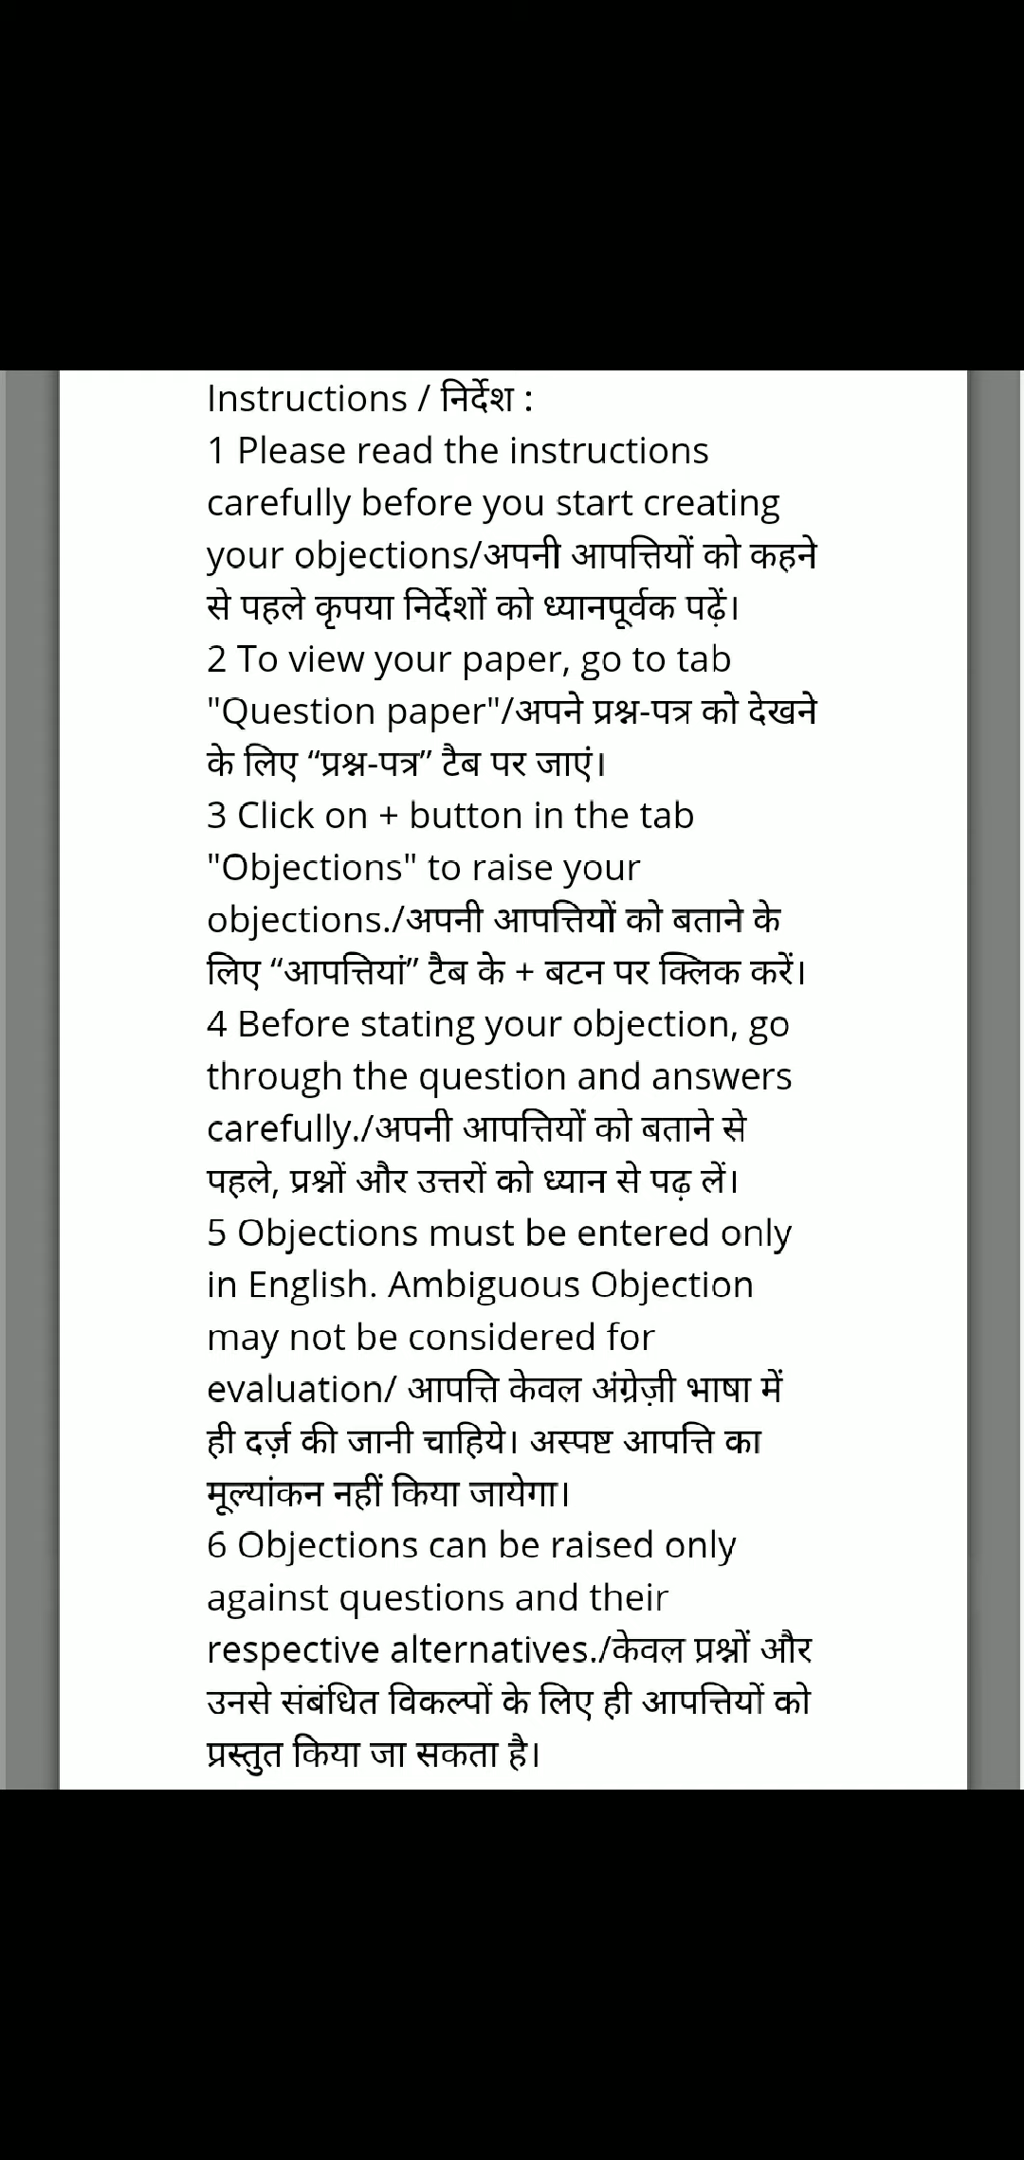 Instructions / निर्देश :
1 Please read the instructions
carefully before you start creating
your objections/अपनी आपत्तियों को कहने
से पहले कृपया निर्देशों को ध्यानपूर्वक पढ़ें।
2 To view your paper, go to tab
"Question paper"/अपने प्रश्न-पत्र को देखने
के लिए “प्रश्न-पत्र” टैब पर जाएं।
3 Click on + button in the tab
"Objections" to raise your
objections./अपनी आपत्तियों को बताने के
लिए “आपत्तियां” टैब के + बटन पर क्लिक करें।
4 Before stating your objection, go
through the question and answers
carefully./अपनी आपत्तियों को बताने से
पहले, प्रश्नों और उत्तरों को ध्यान से पढ़ लें।
5 Objections must be entered only
in English. Ambiguous Objection
may not be considered for
evaluation/ आपत्ति केवल अंग्रेज़ी भाषा में
ही दर्ज़ की जानी चाहिये। अस्पष्ट आपत्ति का
मूल्यांकन नहीं किया जायेगा।
6 Objections can be raised only
against questions and their
respective alternatives./केवल प्रश्नों और
उनसे संबंधित विकल्पों के लिए ही आपत्तियों को
प्रस्तुत किया जा सकता है।